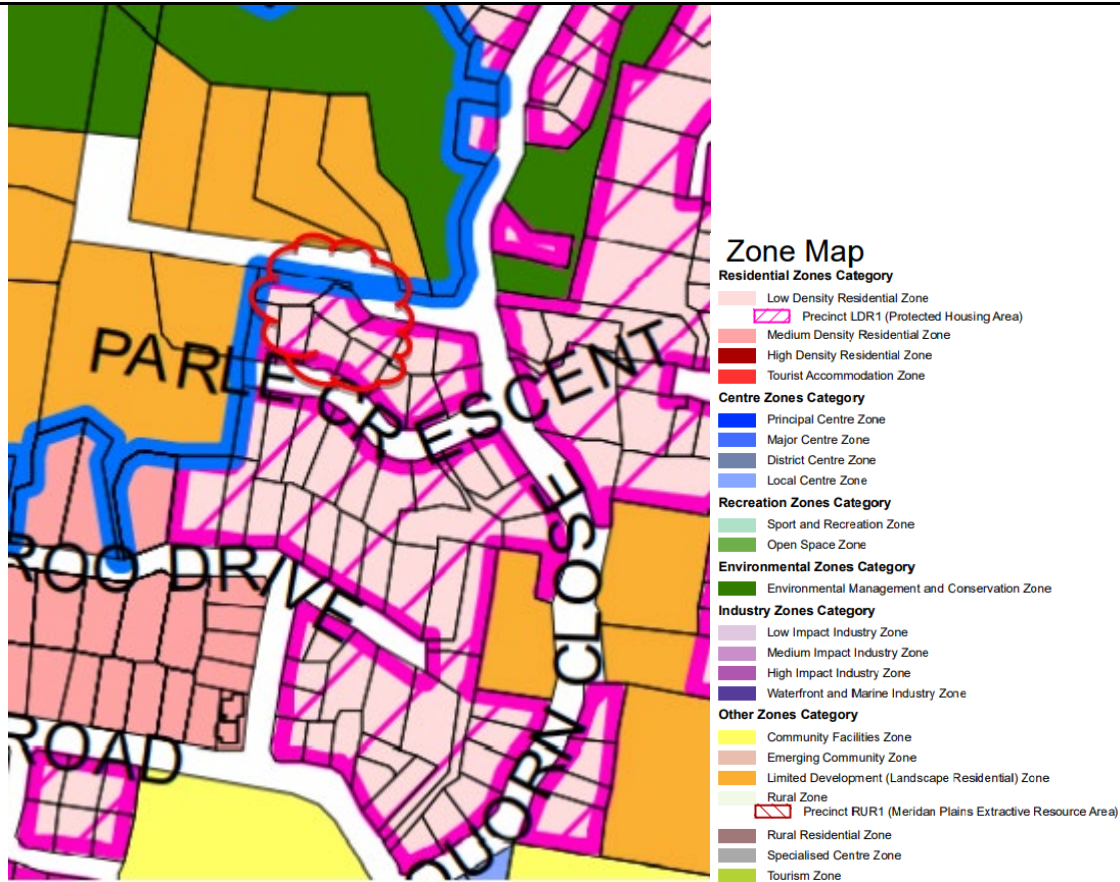 PARLE CRESCENT
ROO DRIVE
ROAD
QUORN CLOSE
Zone Map
Residential Zones Category
Low Density Residential Zone
Precinct LDR1 (Protected Housing Area)
Medium Density Residential Zone
High Density Residential Zone
Tourist Accommodation Zone
Centre Zones Category
Principal Centre Zone
Major Centre Zone
District Centre Zone
Local Centre Zone
Recreation Zones Category
Sport and Recreation Zone
Open Space Zone
Environmental Zones Category
Environmental Management and Conservation Zone
Industry Zones Category
Low Impact Industry Zone
Medium Impact Industry Zone
High Impact Industry Zone
Waterfront and Marine Industry Zone
Other Zones Category
Community Facilities Zone
Emerging Community Zone
Limited Development (Landscape Residential) Zone
Rural Zone
Precinct RUR1 (Meridan Plains Extractive Resource Area)
Rural Residential Zone
Specialised Centre Zone
Tourism Zone